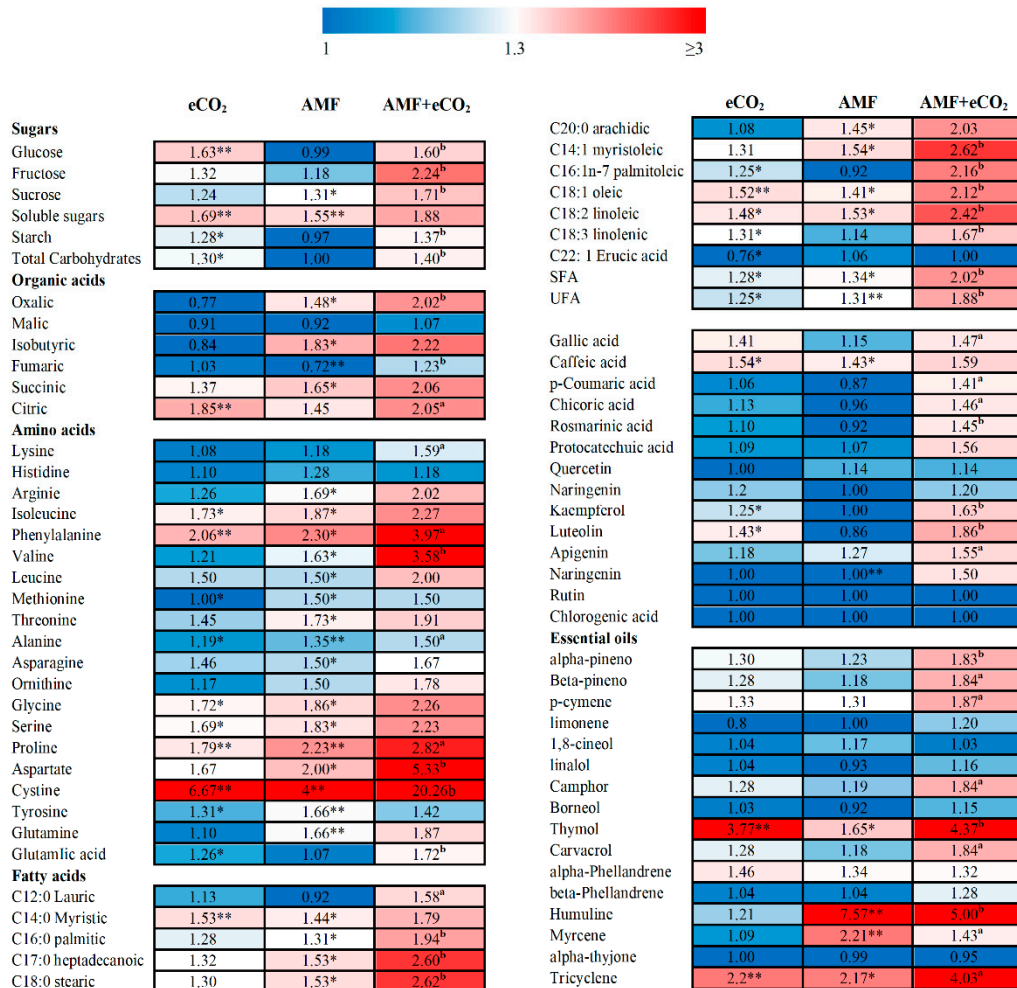 1 1.3 ≥3
eCO₂ AMF AMF+eCO₂
Sugars
Glucose 1.63** 0.99 1.60ᵇ
Fructose 1.32 1.18 2.24ᵇ
Sucrose 1.24 1.31* 1.71ᵇ
Soluble sugars 1.69** 1.55** 1.88
Starch 1.28* 0.97 1.37ᵇ
Total Carbohydrates 1.30* 1.00 1.40ᵇ
Organic acids
Oxalic 0.77 1.48* 2.02ᵇ
Malic 0.91 0.92 1.07
Isobutyric 0.84 1.83* 2.22
Fumaric 1.03 0.72** 1.23ᵇ
Succinic 1.37 1.65* 2.06
Citric 1.85** 1.45 2.05ᵃ
Amino acids
Lysine 1.08 1.18 1.59ᵃ
Histidine 1.10 1.28 1.18
Arginie 1.26 1.69* 2.02
Isoleucine 1.73* 1.87* 2.27
Phenylalanine 2.06** 2.30* 3.97ᵃ
Valine 1.21 1.63* 3.58ᵇ
Leucine 1.50 1.50* 2.00
Methionine 1.00* 1.50* 1.50
Threonine 1.45 1.73* 1.91
Alanine 1.19* 1.35** 1.50ᵃ
Asparagine 1.46 1.50* 1.67
Ornithine 1.17 1.50 1.78
Glycine 1.72* 1.86* 2.26
Serine 1.69* 1.83* 2.23
Proline 1.79** 2.23** 2.82ᵃ
Aspartate 1.67 2.00* 5.33ᵇ
Cystine 6.67** 4** 20.26b
Tyrosine 1.31* 1.66** 1.42
Glutamine 1.10 1.66** 1.87
Glutamlic acid 1.26* 1.07 1.72ᵇ
Fatty acids
C12:0 Lauric 1.13 0.92 1.58ᵃ
C14:0 Myristic 1.53** 1.44* 1.79
C16:0 palmitic 1.28 1.31* 1.94ᵇ
C17:0 heptadecanoic 1.32 1.53* 2.60ᵇ
C18:0 stearic 1.30 1.53* 2.62ᵇ
eCO₂ AMF AMF+eCO₂
C20:0 arachidic 1.08 1.45* 2.03
C14:1 myristoleic 1.31 1.54* 2.62ᵇ
C16:1n-7 palmitoleic 1.25* 0.92 2.16ᵇ
C18:1 oleic 1.52** 1.41* 2.12ᵇ
C18:2 linoleic 1.48* 1.53* 2.42ᵇ
C18:3 linolenic 1.31* 1.14 1.67ᵇ
C22: 1 Erucic acid 0.76* 1.06 1.00
SFA 1.28* 1.34* 2.02ᵇ
UFA 1.25* 1.31** 1.88ᵇ
Gallic acid 1.41 1.15 1.47ᵃ
Caffeic acid 1.54* 1.43* 1.59
p-Coumaric acid 1.06 0.87 1.41ᵃ
Chicoric acid 1.13 0.96 1.46ᵃ
Rosmarinic acid 1.10 0.92 1.45ᵇ
Protocatechuic acid 1.09 1.07 1.56
Quercetin 1.00 1.14 1.14
Naringenin 1.2 1.00 1.20
Kaempferol 1.25* 1.00 1.63ᵇ
Luteolin 1.43* 0.86 1.86ᵇ
Apigenin 1.18 1.27 1.55ᵃ
Naringenin 1.00 1.00** 1.50
Rutin 1.00 1.00 1.00
Chlorogenic acid 1.00 1.00 1.00
Essential oils
alpha-pineno 1.30 1.23 1.83ᵇ
Beta-pineno 1.28 1.18 1.84ᵃ
p-cymene 1.33 1.31 1.87ᵃ
limonene 0.8 1.00 1.20
1,8-cineol 1.04 1.17 1.03
linalol 1.04 0.93 1.16
Camphor 1.28 1.19 1.84ᵃ
Borneol 1.03 0.92 1.15
Thymol 3.77** 1.65* 4.37ᵇ
Carvacrol 1.28 1.18 1.84ᵃ
alpha-Phellandrene 1.46 1.34 1.32
beta-Phellandrene 1.04 1.04 1.28
Humuline 1.21 7.57** 5.00ᵇ
Myrcene 1.09 2.21** 1.43ᵃ
alpha-thyjone 1.00 0.99 0.95
Tricyclene 2.2** 2.17* 4.03ᵃ